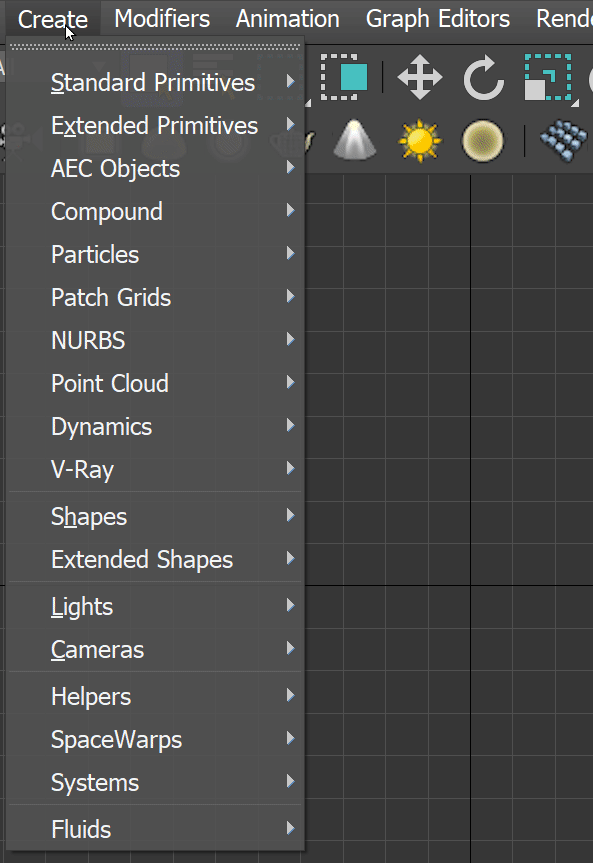 Create Modifiers Animation Graph Editors Rend
Standard Primitives
Extended Primitives
AEC Objects
Compound
Particles
Patch Grids
NURBS
Point Cloud
Dynamics
V-Ray
Shapes
Extended Shapes
Lights
Cameras
Helpers
SpaceWarps
Systems
Fluids